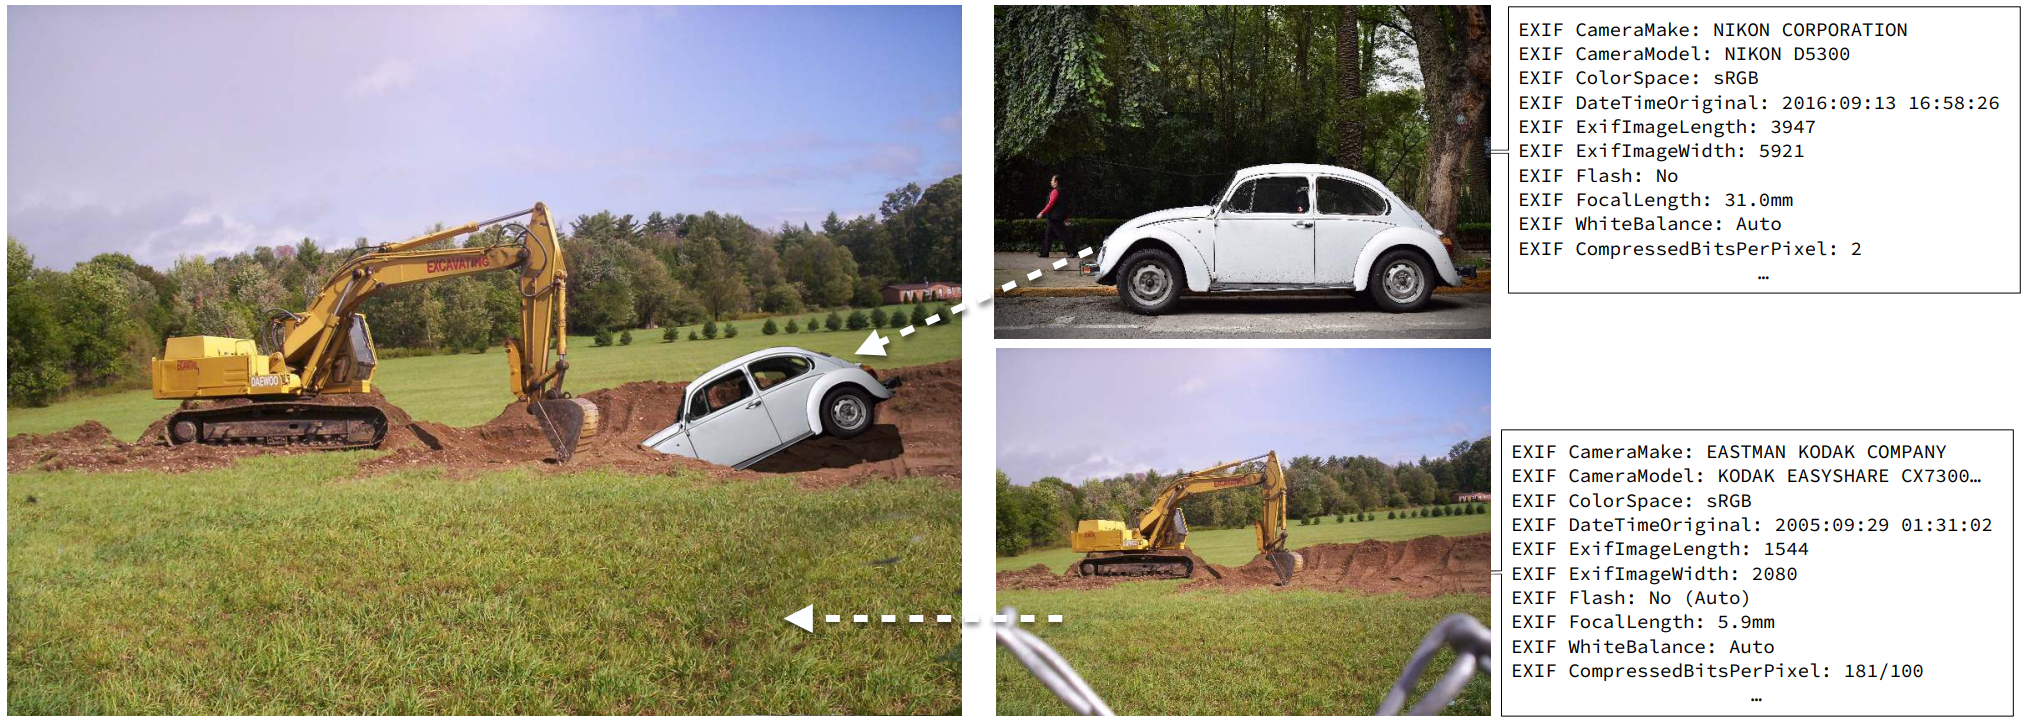 EXCAVATING
DAEWOO
EXIF CameraMake: NIKON CORPORATION
EXIF CameraModel: NIKON D5300
EXIF ColorSpace: sRGB
EXIF DateTimeOriginal: 2016:09:13 16:58:26
EXIF ExifImageLength: 3947
EXIF ExifImageWidth: 5921
EXIF Flash: No
EXIF FocalLength: 31.0mm
EXIF WhiteBalance: Auto
EXIF CompressedBitsPerPixel: 2
…
EXIF CameraMake: EASTMAN KODAK COMPANY
EXIF CameraModel: KODAK EASYSHARE CX7300…
EXIF ColorSpace: sRGB
EXIF DateTimeOriginal: 2005:09:29 01:31:02
EXIF ExifImageLength: 1544
EXIF ExifImageWidth: 2080
EXIF Flash: No (Auto)
EXIF FocalLength: 5.9mm
EXIF WhiteBalance: Auto
EXIF CompressedBitsPerPixel: 181/100
…